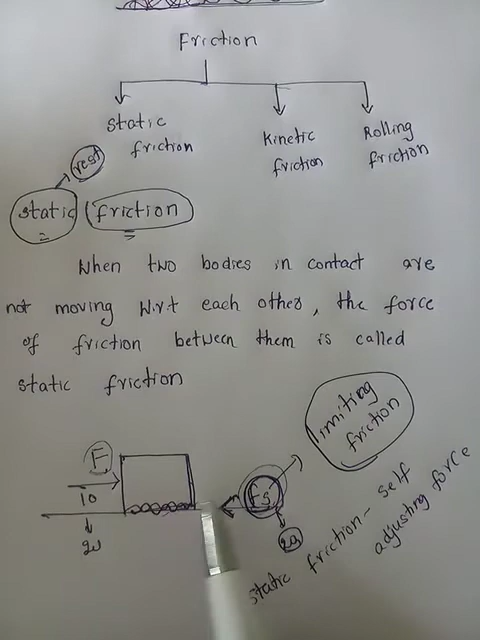 Friction
Static friction
Kinetic friction
Rolling friction
rest
static friction
When two bodies in contact are
not moving w.r.t each other, the force
of friction between them is called
static friction
F
10
20
fs
20
limiting friction
static friction - self
adjusting force